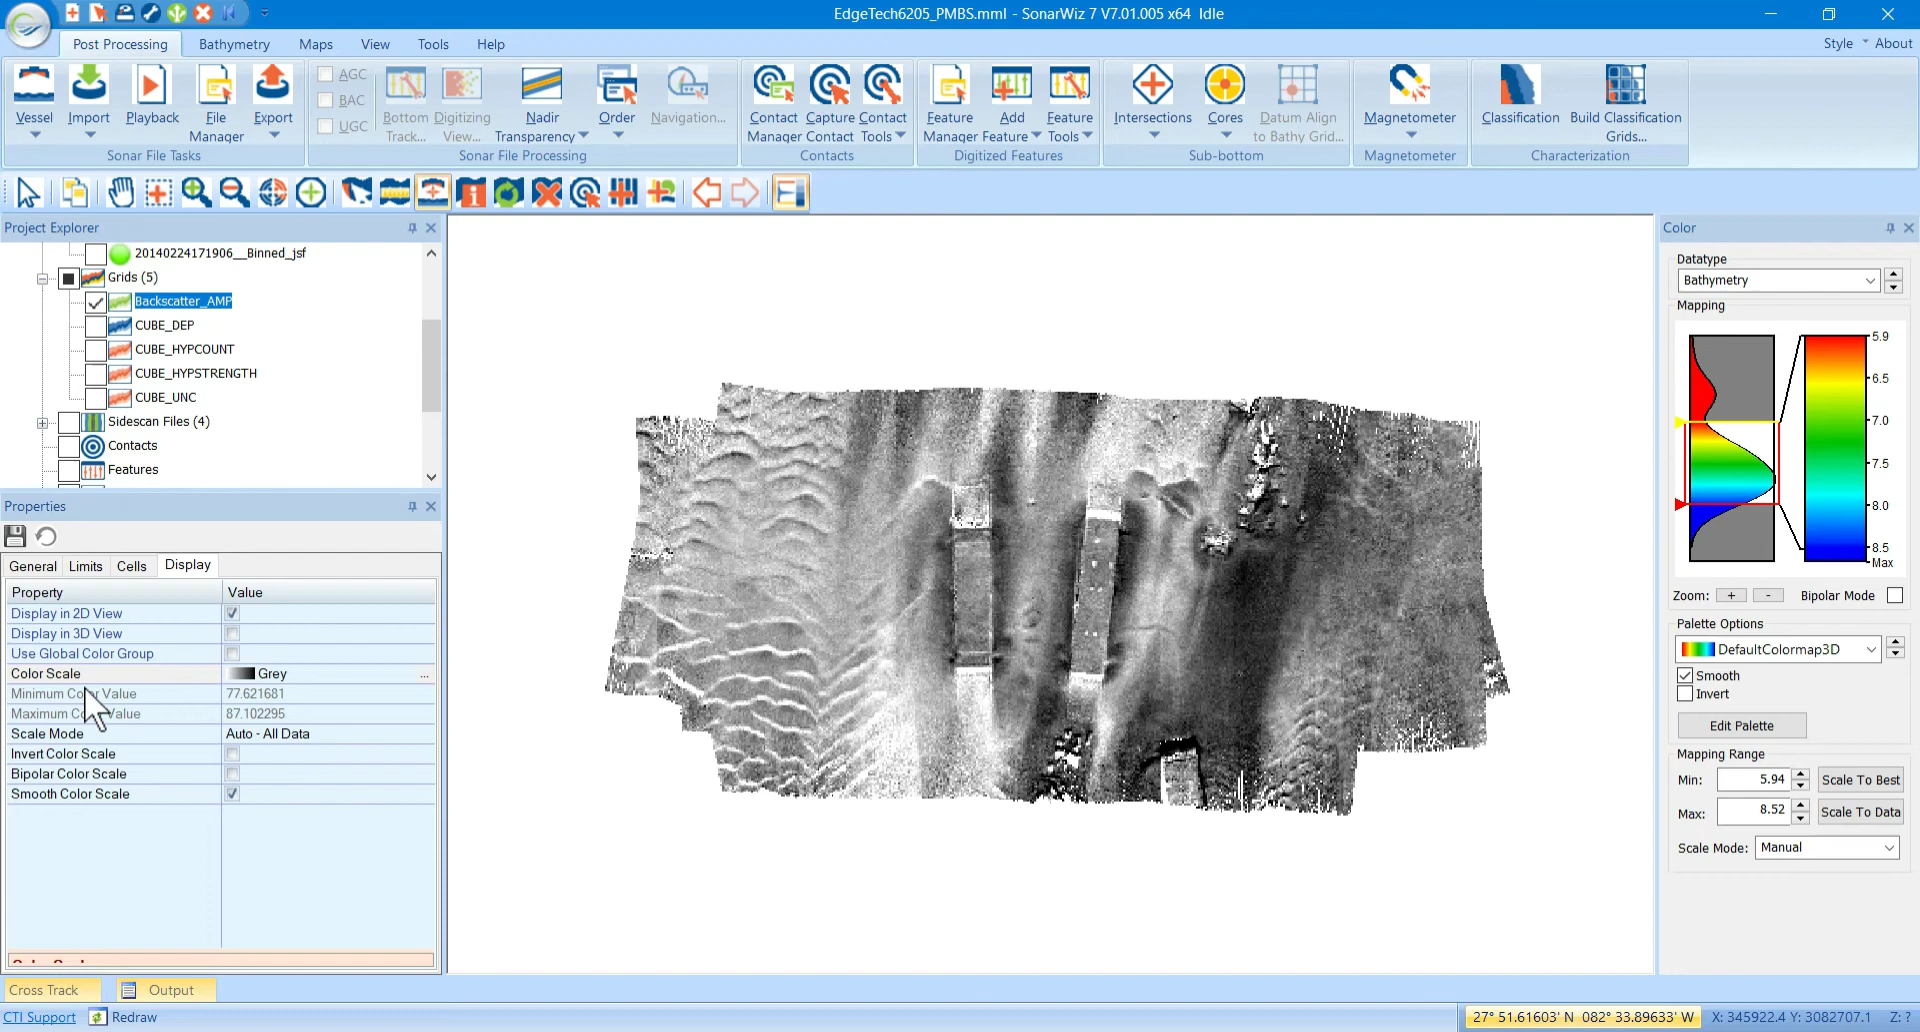 EdgeTech6205_PMBS.mml - SonarWiz 7 V7.01.005 x64 Idle
Post Processing Bathymetry Maps View Tools Help Style About
Vessel Import Playback File Manager Export
Sonar File Tasks
AGC
BAC
UGC
Bottom Track... Digitizing View... Nadir Transparency Order Navigation...
Sonar File Processing
Contact Manager Capture Contact Contact Tools
Contacts
Feature Manager Add Feature Feature Tools
Digitized Features
Intersections Cores Datum Align to Bathy Grid...
Sub-bottom
Magnetometer
Magnetometer
Classification Build Classification Grids...
Characterization
Project Explorer
20140224171906__Binned_jsf
Grids (5)
Backscatter_AMP
CUBE_DEP
CUBE_HYPCOUNT
CUBE_HYPSTRENGTH
CUBE_UNC
Sidescan Files (4)
Contacts
Features
Properties
General Limits Cells Display
Property Value
Display in 2D View
Display in 3D View
Use Global Color Group
Color Scale Grey ...
Minimum Color Value 77.621681
Maximum Color Value 87.102295
Scale Mode Auto - All Data
Invert Color Scale
Bipolar Color Scale
Smooth Color Scale
Cross Track Output
CTI Support Redraw
Color
Datatype
Bathymetry
Mapping
5.9
6.5
7.0
7.5
8.0
8.5
Max
Zoom: + - Bipolar Mode
Palette Options
DefaultColormap3D
Smooth
Invert
Edit Palette
Mapping Range
Min: 5.94 Scale To Best
Max: 8.52 Scale To Data
Scale Mode: Manual
27° 51.61603' N 082° 33.89633' W X: 345922.4 Y: 3082707.1 Z: ?